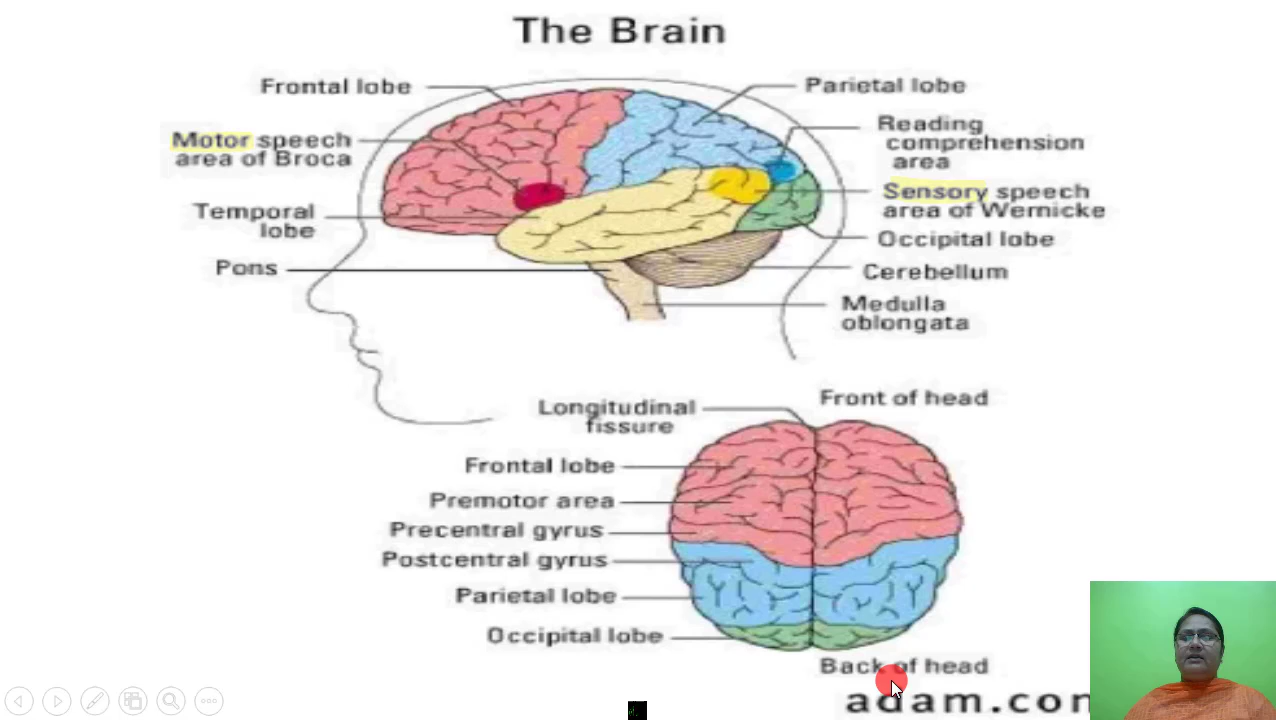 The Brain
Frontal lobe
Parietal lobe
Motor speech
area of Broca
Reading
comprehension
area
Sensory speech
area of Wernicke
Temporal
lobe
Occipital lobe
Pons
Cerebellum
Medulla
oblongata
Front of head
Longitudinal
fissure
Frontal lobe
Premotor area
Precentral gyrus
Postcentral gyrus
Parietal lobe
Occipital lobe
Back of head
adam.con